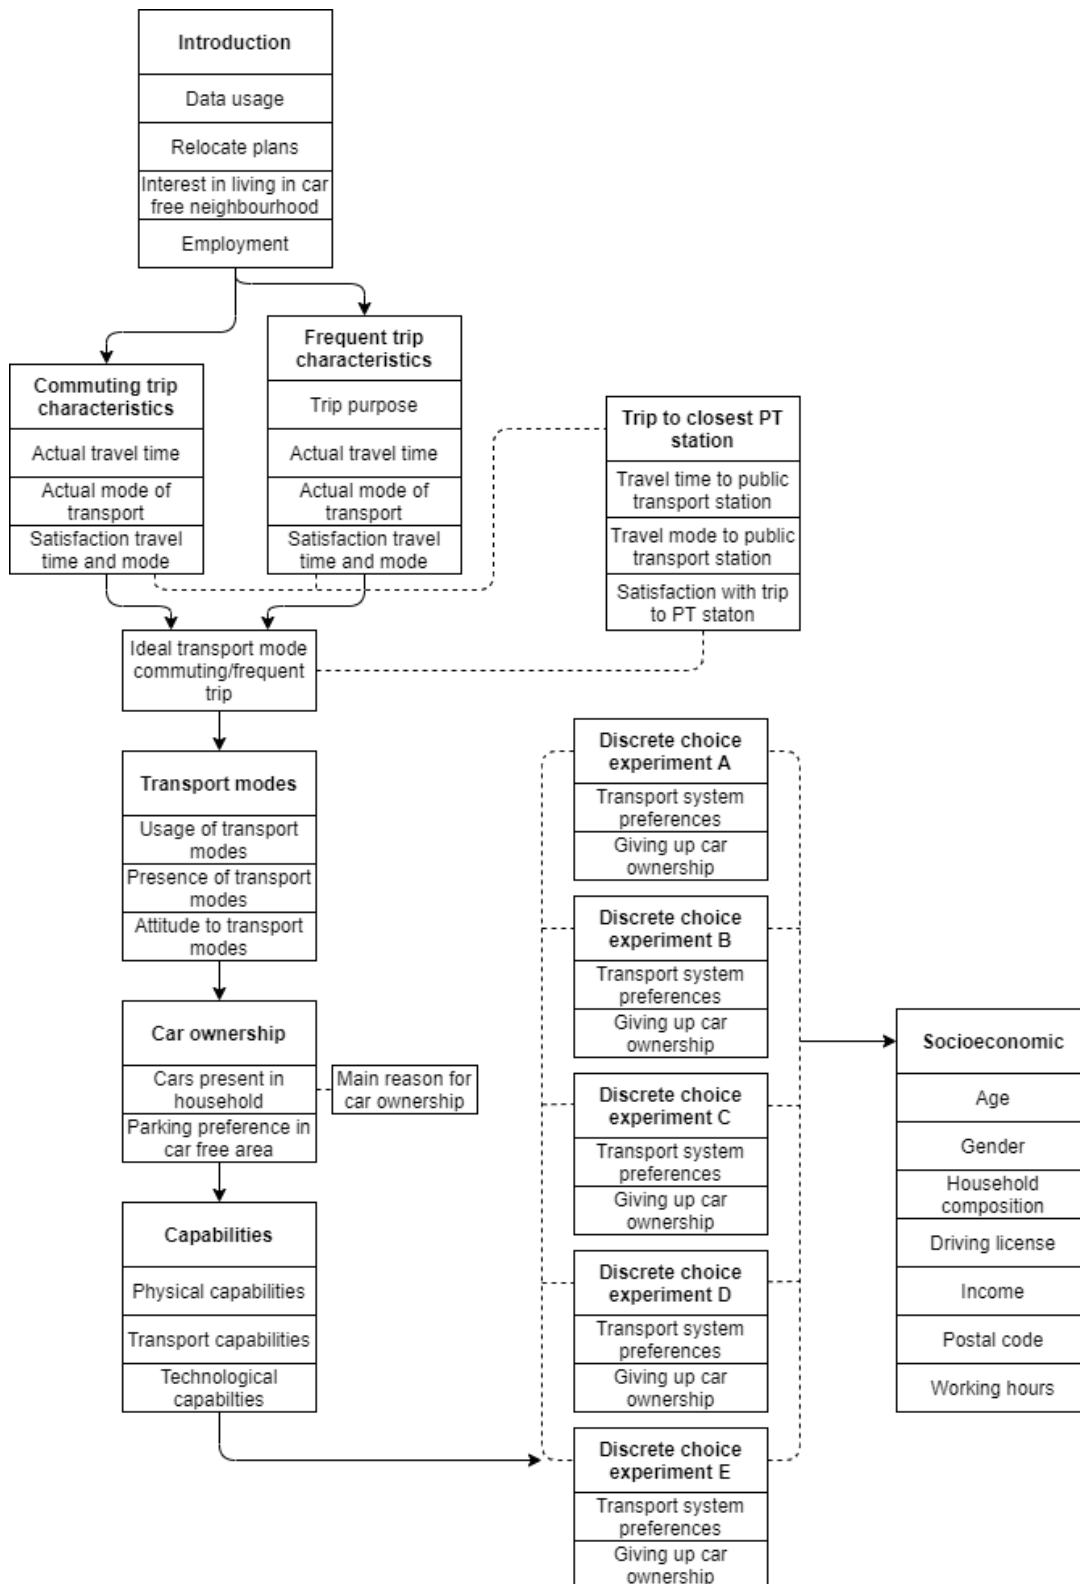 Introduction
Data usage
Relocate plans
Interest in living in car
free neighbourhood
Employment
Commuting trip
characteristics
Actual travel time
Actual mode of
transport
Satisfaction travel
time and mode
Frequent trip
characteristics
Trip purpose
Actual travel time
Actual mode of
transport
Satisfaction travel
time and mode
Trip to closest PT
station
Travel time to public
transport station
Travel mode to public
transport station
Satisfaction with trip
to PT staton
Ideal transport mode
commuting/frequent
trip
Transport modes
Usage of transport
modes
Presence of transport
modes
Attitude to transport
modes
Car ownership
Cars present in
household
Parking preference in
car free area
Main reason for
car ownership
Capabilities
Physical capabilities
Transport capabilities
Technological
capabilties
Discrete choice
experiment A
Transport system
preferences
Giving up car
ownership
Discrete choice
experiment B
Transport system
preferences
Giving up car
ownership
Discrete choice
experiment C
Transport system
preferences
Giving up car
ownership
Discrete choice
experiment D
Transport system
preferences
Giving up car
ownership
Discrete choice
experiment E
Transport system
preferences
Giving up car
ownership
Socioeconomic
Age
Gender
Household
composition
Driving license
Income
Postal code
Working hours